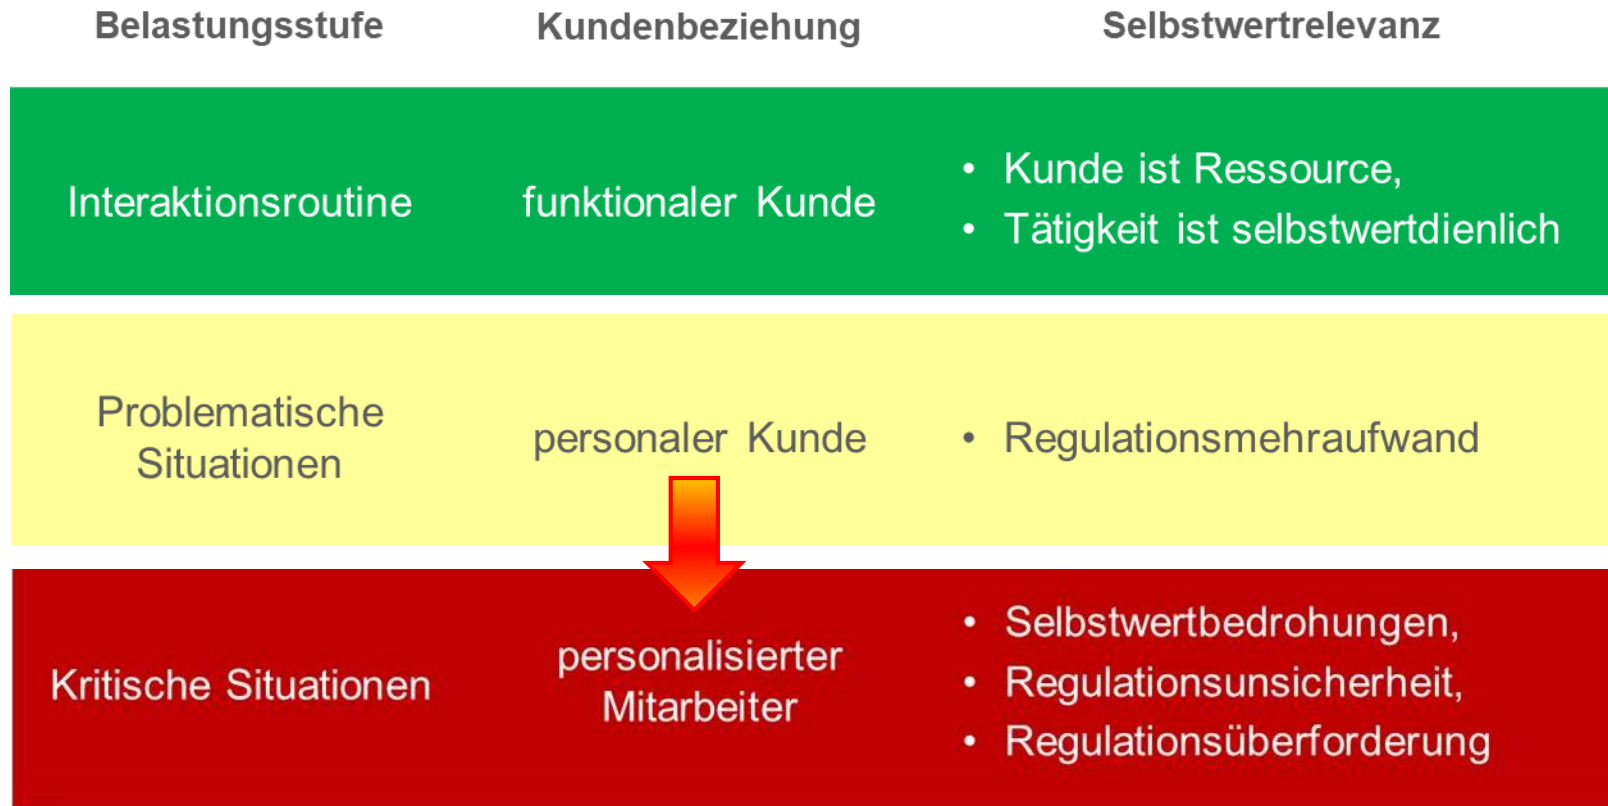 Belastungsstufe
Kundenbeziehung
Selbstwertrelevanz
Interaktionsroutine
funktionaler Kunde
• Kunde ist Ressource,
• Tätigkeit ist selbstwertdienlich
Problematische
Situationen
personaler Kunde
• Regulationsmehraufwand
Kritische Situationen
personalisierter
Mitarbeiter
• Selbstwertbedrohungen,
• Regulationsunsicherheit,
• Regulationsüberforderung